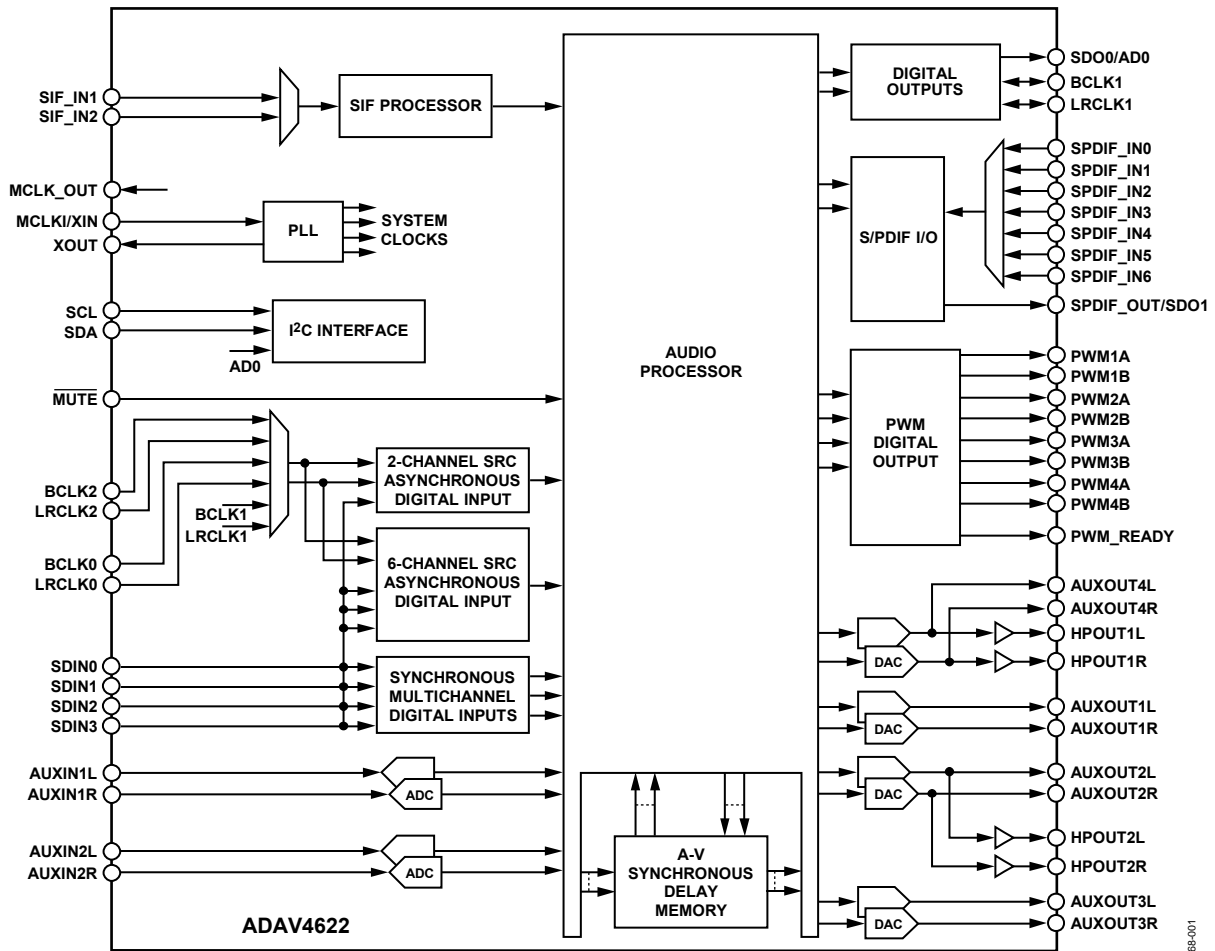 SIF_IN1
SIF_IN2
SIF PROCESSOR
MCLK_OUT
MCLKI/XIN
XOUT
PLL
SYSTEM
CLOCKS
SCL
SDA
I2C INTERFACE
AD0
MUTE
BCLK2
LRCLK2
BCLK1
LRCLK1
BCLK0
LRCLK0
2-CHANNEL SRC
ASYNCHRONOUS
DIGITAL INPUT
6-CHANNEL SRC
ASYNCHRONOUS
DIGITAL INPUT
SDIN0
SDIN1
SDIN2
SDIN3
SYNCHRONOUS
MULTICHANNEL
DIGITAL INPUTS
AUXIN1L
AUXIN1R
ADC
AUXIN2L
AUXIN2R
ADC
ADAV4622
AUDIO
PROCESSOR
A-V
SYNCHRONOUS
DELAY
MEMORY
DIGITAL
OUTPUTS
SDO0/AD0
BCLK1
LRCLK1
S/PDIF I/O
SPDIF_IN0
SPDIF_IN1
SPDIF_IN2
SPDIF_IN3
SPDIF_IN4
SPDIF_IN5
SPDIF_IN6
SPDIF_OUT/SDO1
PWM
DIGITAL
OUTPUT
PWM1A
PWM1B
PWM2A
PWM2B
PWM3A
PWM3B
PWM4A
PWM4B
PWM_READY
DAC
AUXOUT4L
AUXOUT4R
HPOUT1L
HPOUT1R
DAC
AUXOUT1L
AUXOUT1R
DAC
AUXOUT2L
AUXOUT2R
HPOUT2L
HPOUT2R
DAC
AUXOUT3L
AUXOUT3R
68-001